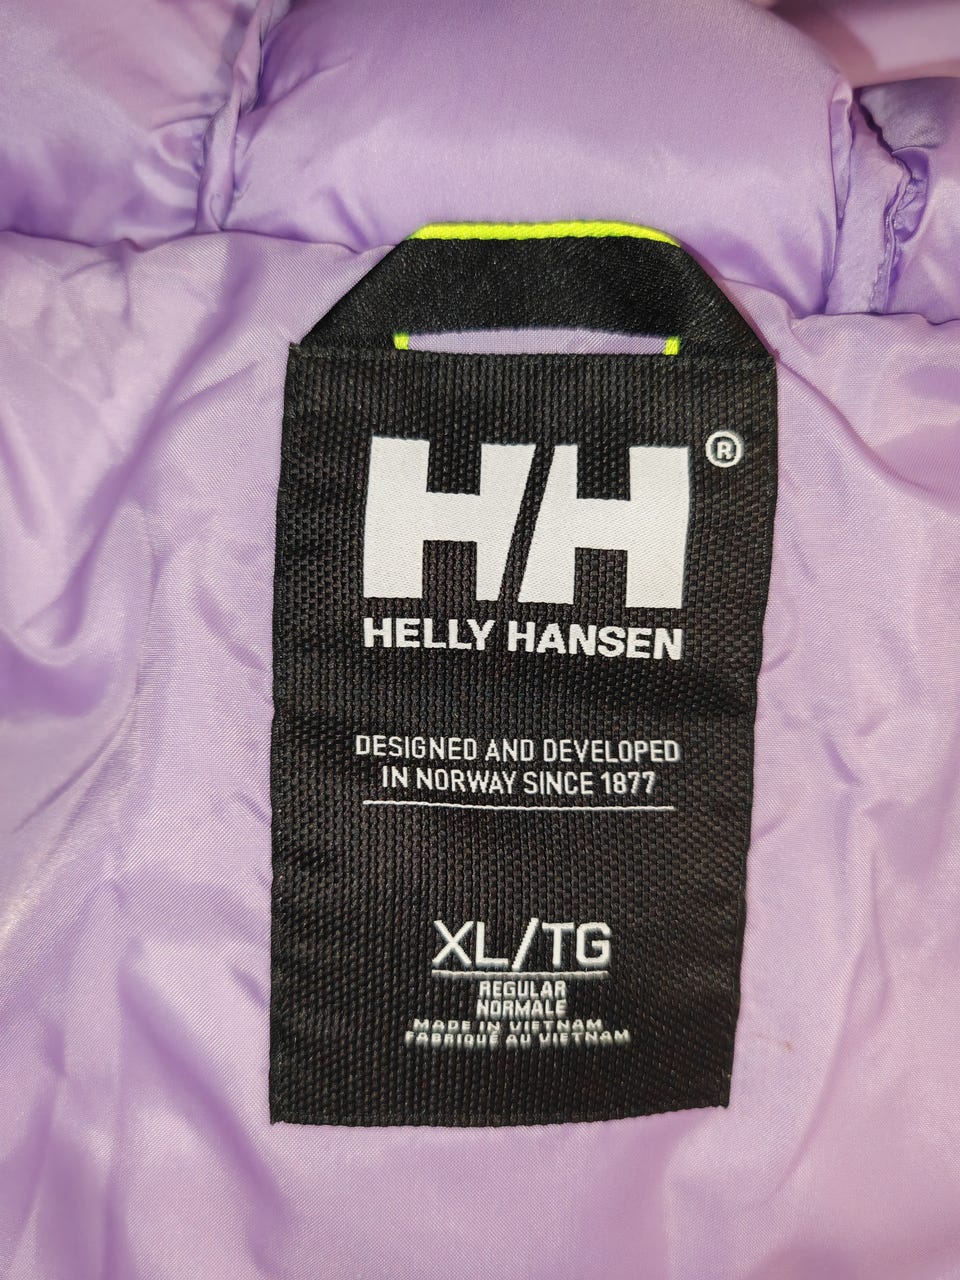 HH®
HELLY HANSEN
DESIGNED AND DEVELOPED
IN NORWAY SINCE 1877
XL/TG
REGULAR
NORMALE
MADE IN VIETNAM
FABRIQUÉ AU VIETNAM